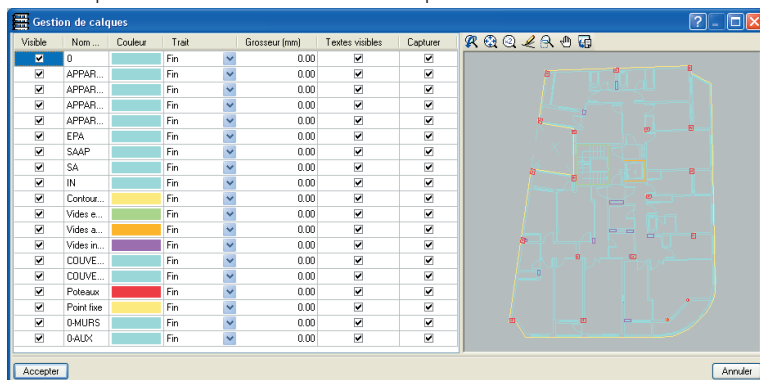 Gestion de calques
Visible Nom ... Couleur Trait Grosseur (mm) Textes visibles Capturer
0 Fin 0.00
APPAR... Fin 0.00
APPAR... Fin 0.00
APPAR... Fin 0.00
APPAR... Fin 0.00
EPA Fin 0.00
SAAP Fin 0.00
SA Fin 0.00
IN Fin 0.00
Contour... Fin 0.00
Vides e... Fin 0.00
Vides a... Fin 0.00
Vides in... Fin 0.00
COUVE... Fin 0.00
COUVE... Fin 0.00
Poteaux Fin 0.00
Point fixe Fin 0.00
0-MURS Fin 0.00
0-AUX Fin 0.00
Accepter Annuler